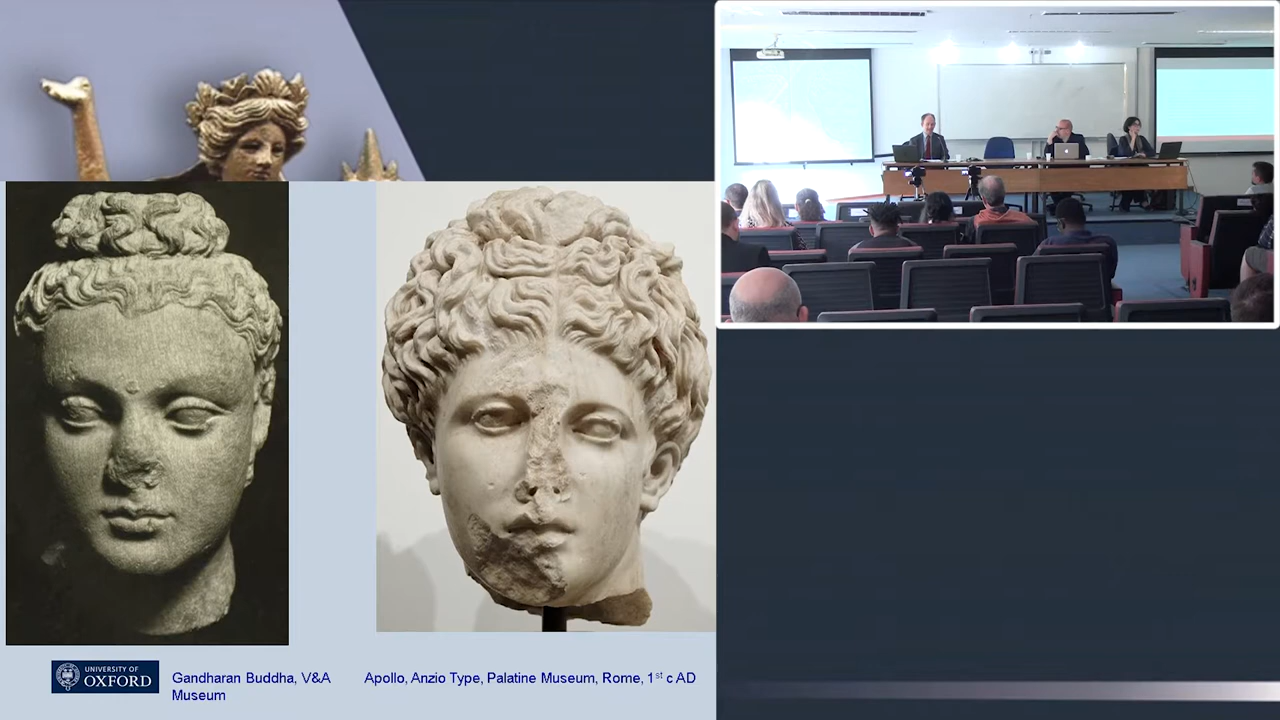 UNIVERSITY OF
OXFORD
Gandharan Buddha, V&A
Museum
Apollo, Anzio Type, Palatine Museum, Rome, 1st c AD